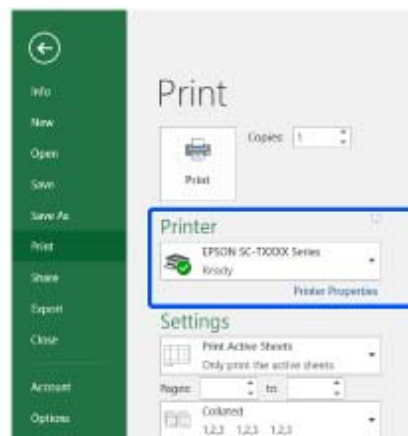 Info
New
Open
Save
Save As
Print
Share
Export
Close
Account
Options
Print
Copies: 1
Print
Printer
EPSON SC-TXXXX Series
Ready
Printer Properties
Settings
Print Active Sheets
Only print the active sheets
Pages: to
Collated
1,2,3 1,2,3 1,2,3